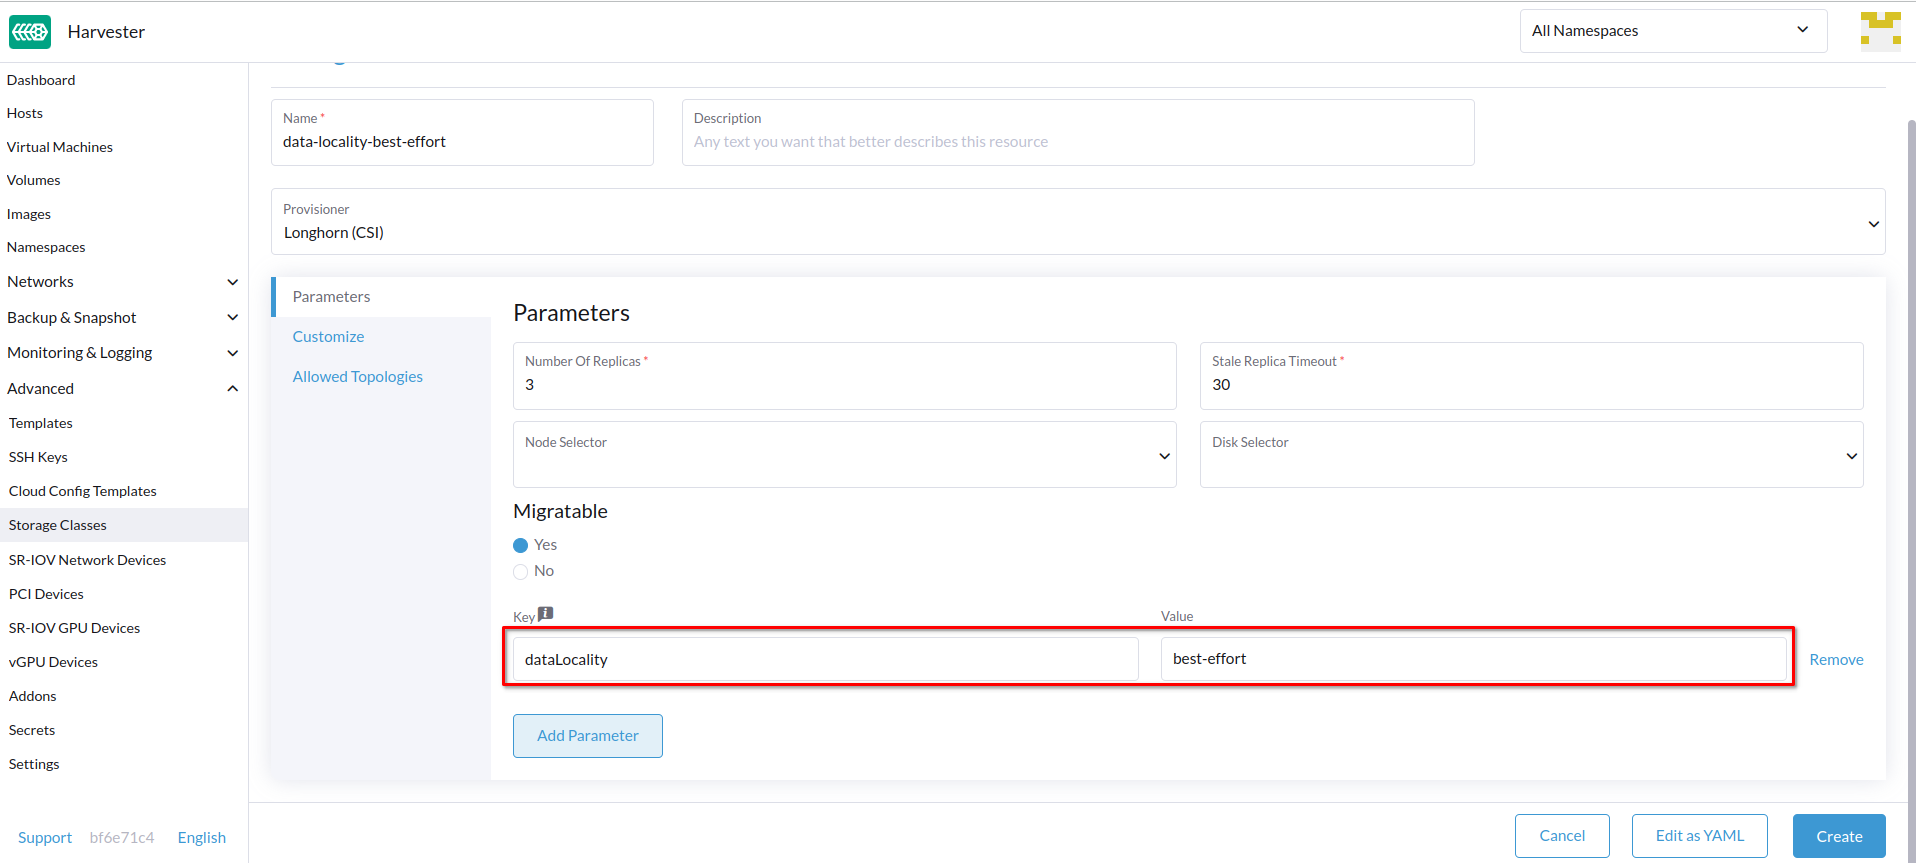 Harvester
All Namespaces
Dashboard
Hosts
Virtual Machines
Volumes
Images
Namespaces
Networks
Backup & Snapshot
Monitoring & Logging
Advanced
Templates
SSH Keys
Cloud Config Templates
Storage Classes
SR-IOV Network Devices
PCI Devices
SR-IOV GPU Devices
vGPU Devices
Addons
Secrets
Settings
Support bf6e71c4 English
Name *
data-locality-best-effort
Description
Any text you want that better describes this resource
Provisioner
Longhorn (CSI)
Parameters
Customize
Allowed Topologies
Parameters
Number Of Replicas *
3
Stale Replica Timeout *
30
Node Selector
Disk Selector
Migratable
Yes
No
Key
Value
dataLocality
best-effort
Remove
Add Parameter
Cancel
Edit as YAML
Create